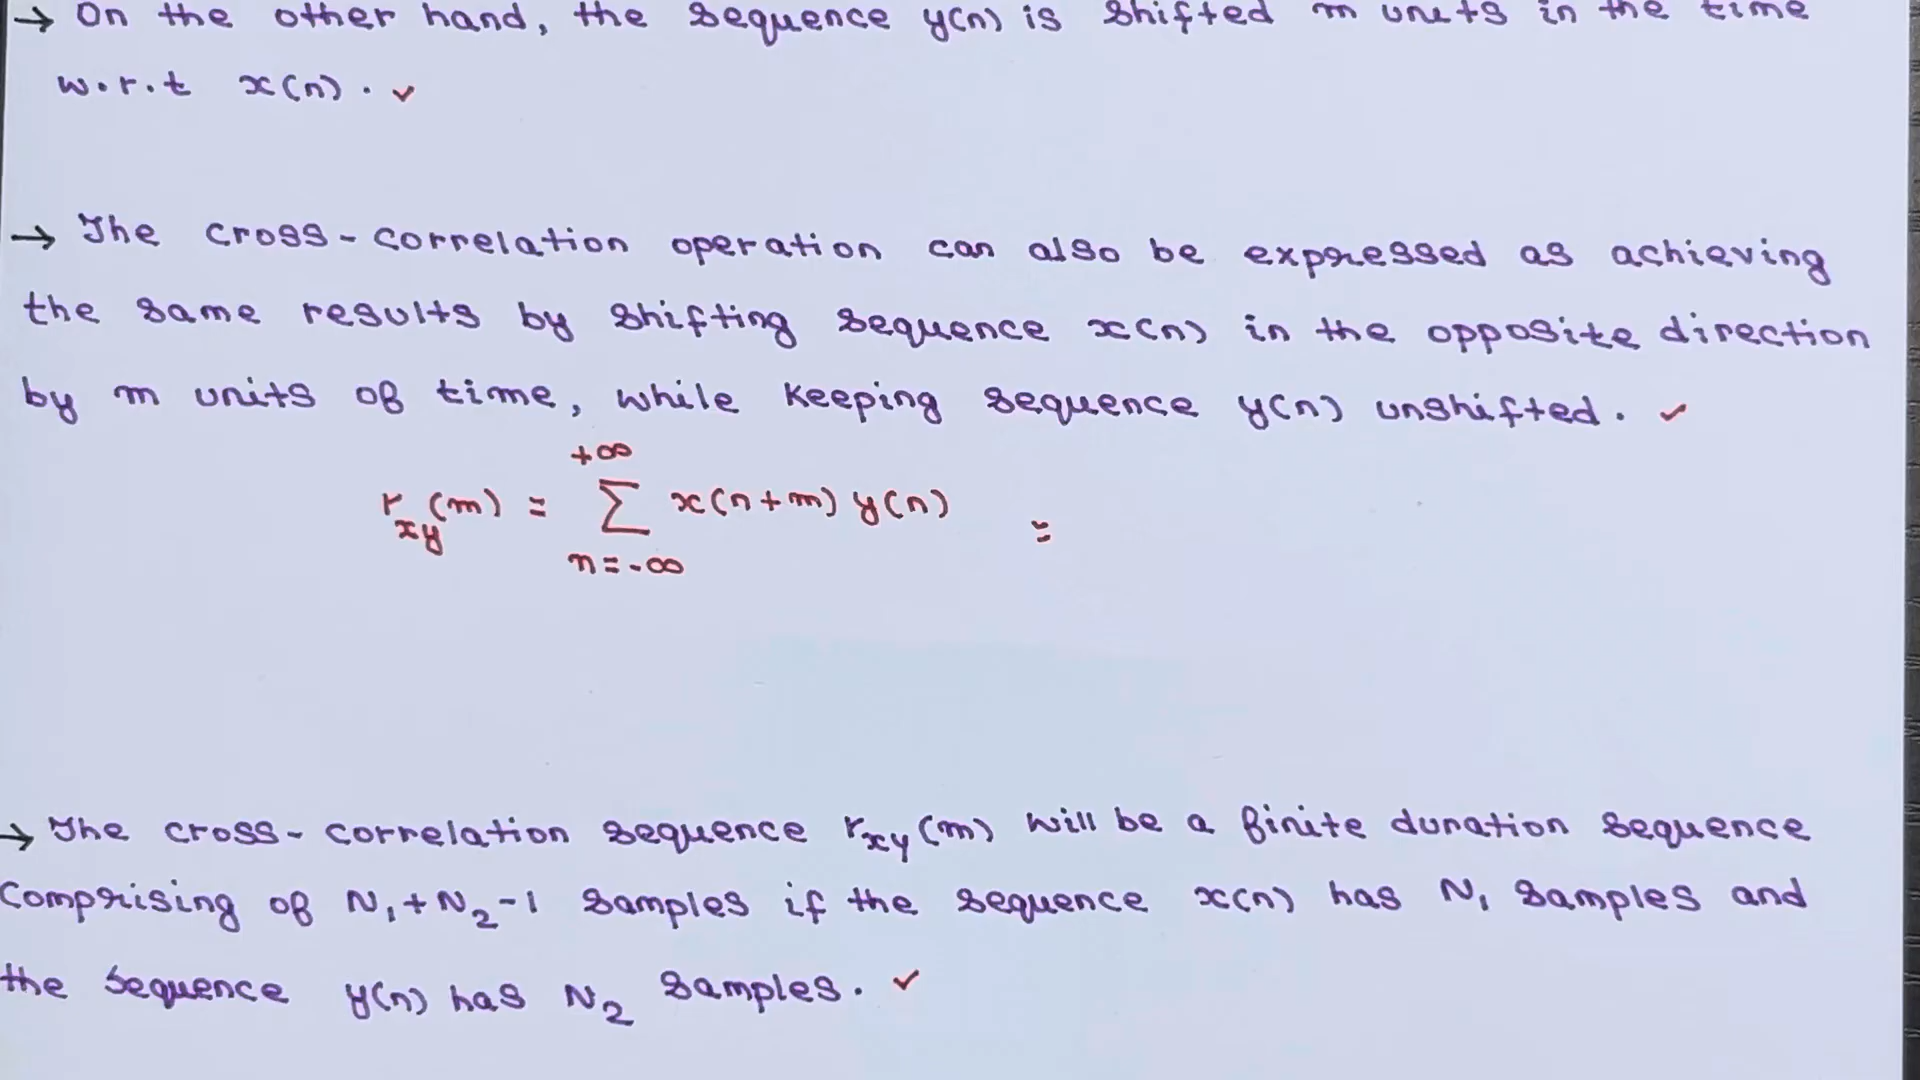 → On the other hand, the sequence y(n) is shifted m units in the time
w.r.t x(n). ✓
→ The cross-correlation operation can also be expressed as achieving
the same results by shifting sequence x(n) in the opposite direction
by m units of time, while keeping sequence y(n) unshifted. ✓
r_xy(m) = ∑_{n=-∞}^{+∞} x(n+m) y(n) =
→ The cross-correlation sequence r_xy(m) will be a finite duration sequence
comprising of N₁+N₂-1 samples if the sequence x(n) has N₁ samples and
the sequence y(n) has N₂ samples. ✓